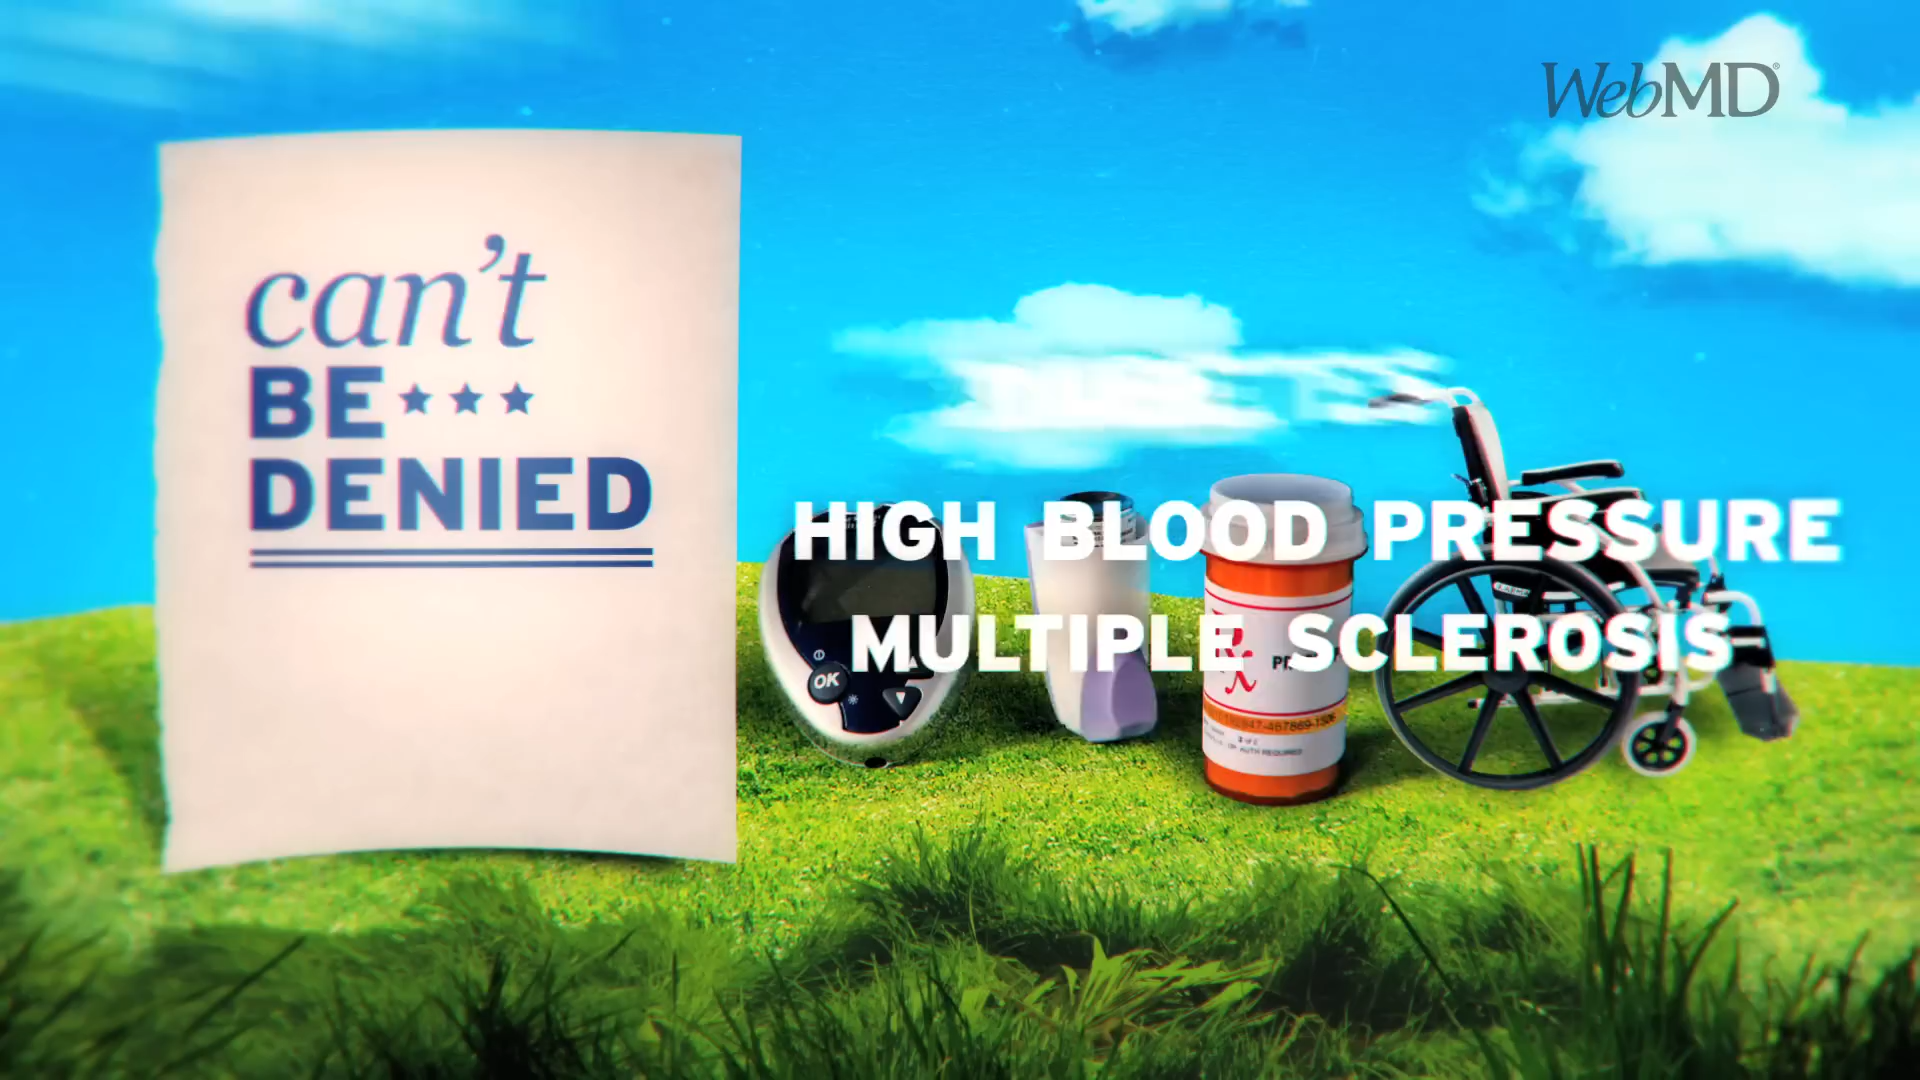 WebMD
can't
BE
DENIED
HIGH BLOOD PRESSURE
MULTIPLE SCLEROSIS
OK